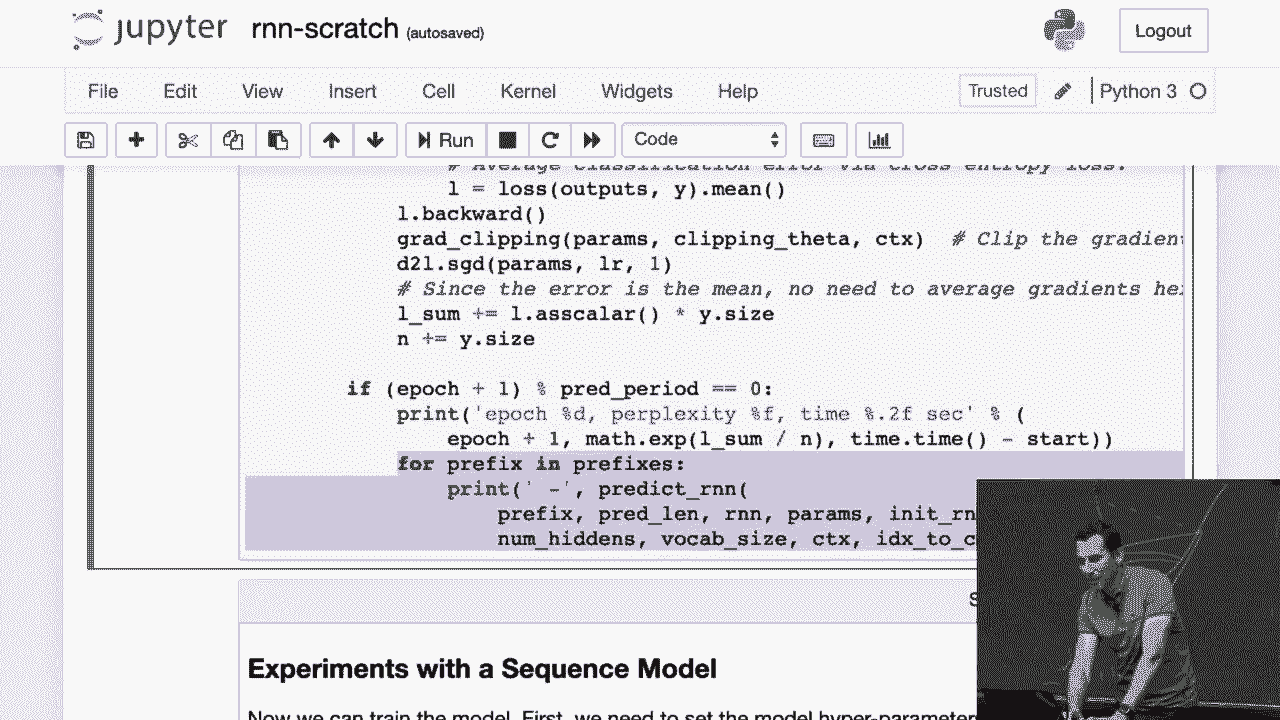 jupyter rnn-scratch (autosaved) Logout
File Edit View Insert Cell Kernel Widgets Help Trusted Python 3
Run Code
# Average classification error via cross entropy loss.
l = loss(outputs, y).mean()
l.backward()
grad_clipping(params, clipping_theta, ctx)  # Clip the gradien
d2l.sgd(params, lr, 1)
# Since the error is the mean, no need to average gradients he
l_sum += l.asscalar() * y.size
n += y.size
if (epoch + 1) % pred_period == 0:
print('epoch %d, perplexity %f, time %.2f sec' % (
epoch + 1, math.exp(l_sum / n), time.time() - start))
for prefix in prefixes:
print(' -', predict_rnn(
prefix, pred_len, rnn, params, init_rn
num_hiddens, vocab_size, ctx, idx_to_c
S
Experiments with a Sequence Model
Now we can train the model. First, we need to set the model hyper-parameter